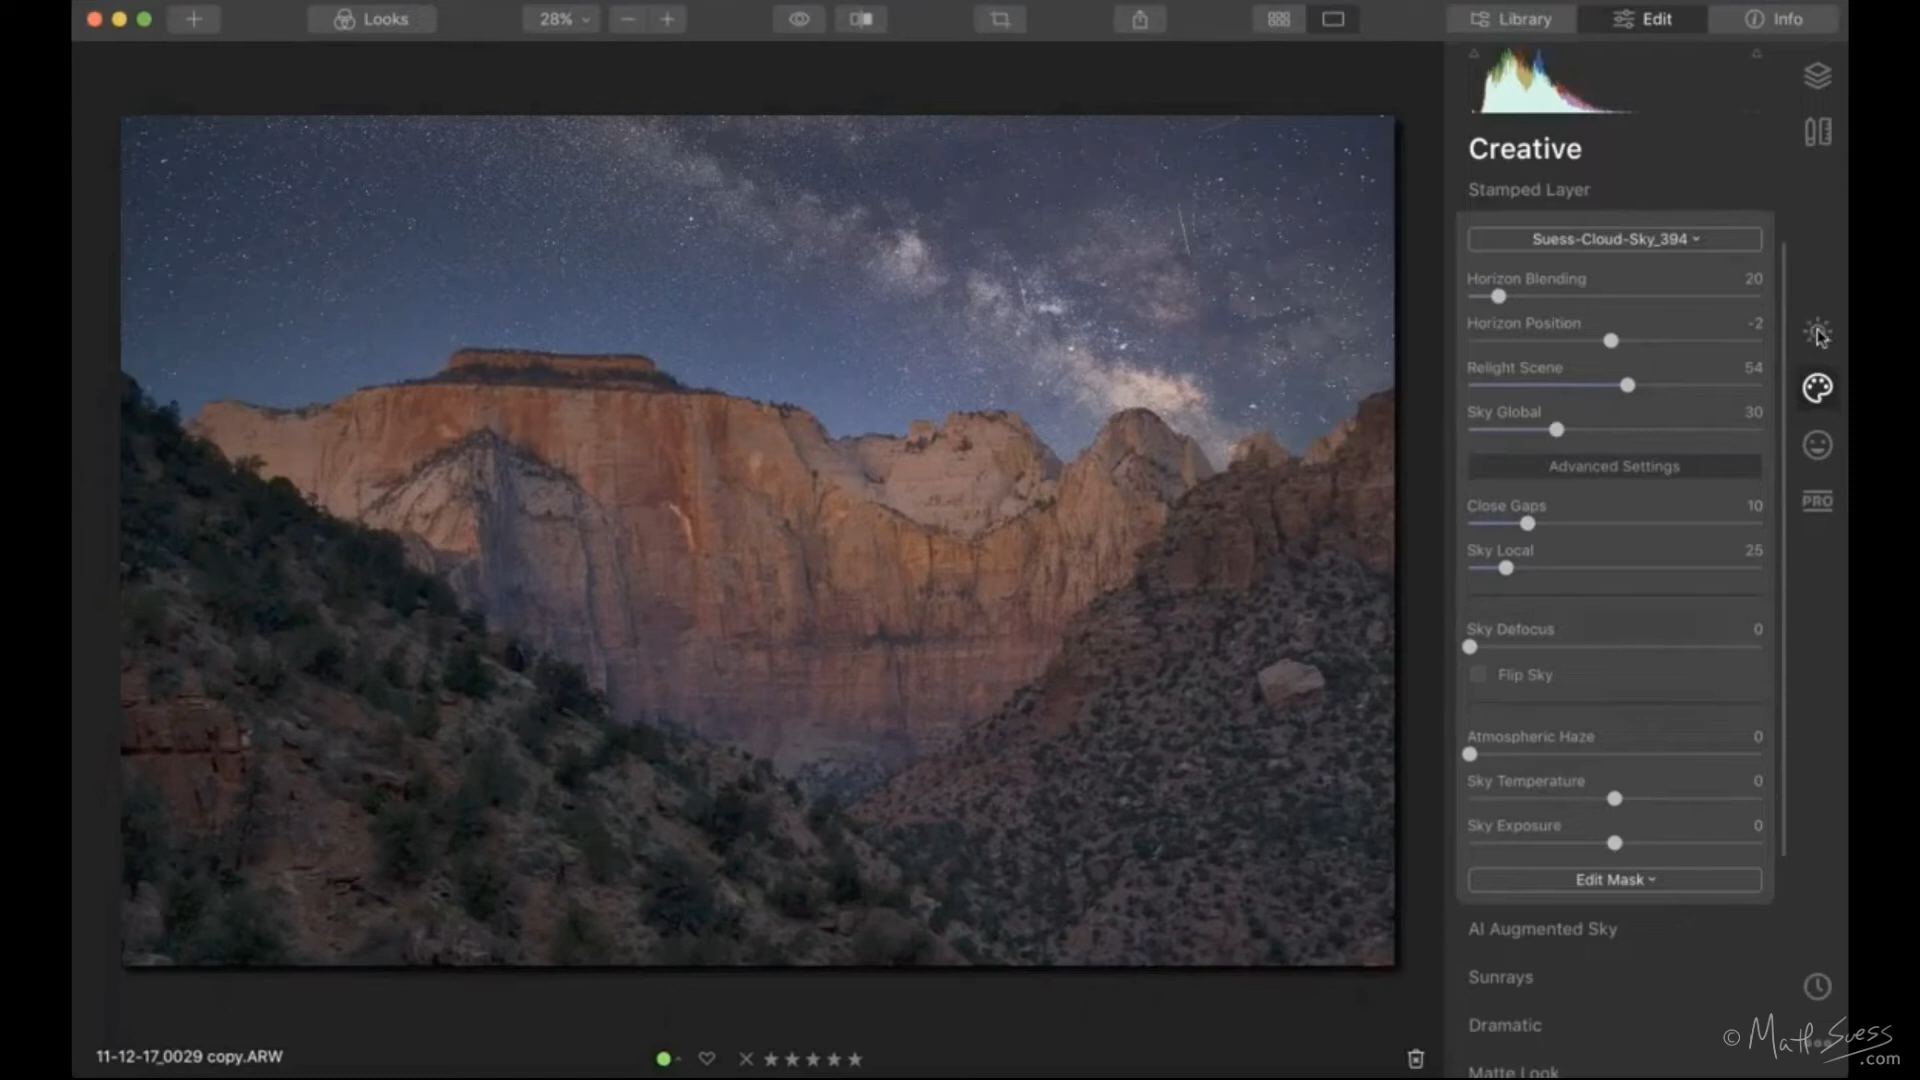 Looks
28%
Library
Edit
Info
Creative
Stamped Layer
Suess-Cloud-Sky_394
Horizon Blending 20
Horizon Position -2
Relight Scene 54
Sky Global 30
Advanced Settings
Close Gaps 10
Sky Local 25
Sky Defocus 0
Flip Sky
Atmospheric Haze 0
Sky Temperature 0
Sky Exposure 0
Edit Mask
PRO
AI Augmented Sky
Sunrays
Dramatic
Matte Look
11-12-17_0029 copy.ARW
© Matt Suess
.com